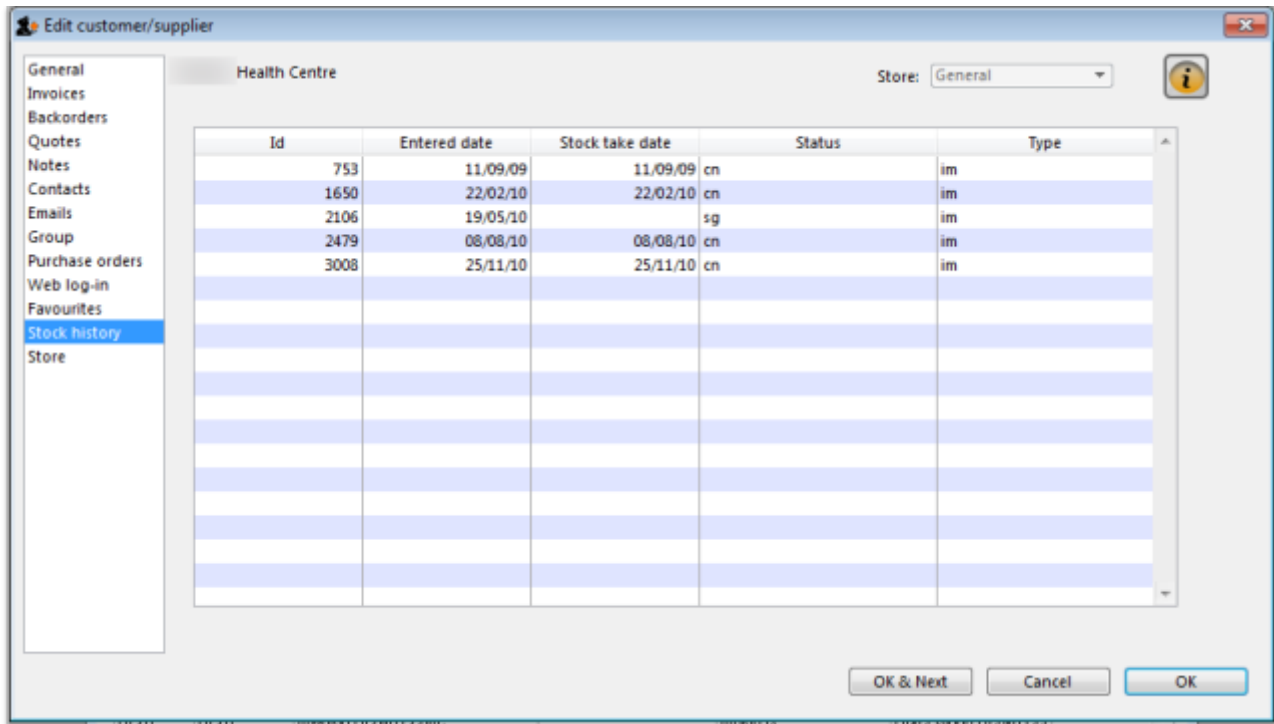 Edit customer/supplier
General
Invoices
Backorders
Quotes
Notes
Contacts
Emails
Group
Purchase orders
Web log-in
Favourites
Stock history
Store
Health Centre
Store: General
Id Entered date Stock take date Status Type
753 11/09/09 11/09/09 cn im
1650 22/02/10 22/02/10 cn im
2106 19/05/10 sg im
2479 08/08/10 08/08/10 cn im
3008 25/11/10 25/11/10 cn im
OK & Next Cancel OK